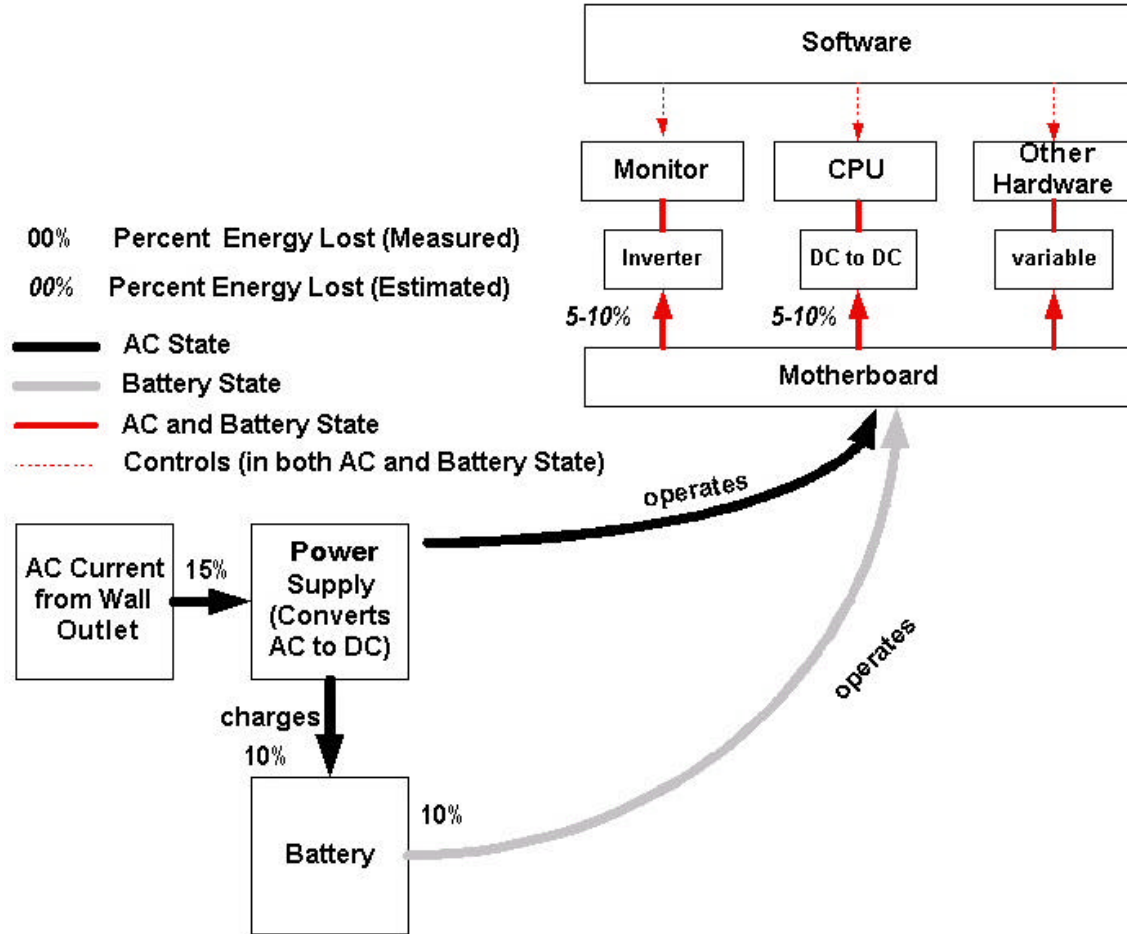 Software
Monitor
CPU
Other
Hardware
00% Percent Energy Lost (Measured)
00% Percent Energy Lost (Estimated)
Inverter
DC to DC
variable
5-10%
5-10%
AC State
Battery State
AC and Battery State
Controls (in both AC and Battery State)
Motherboard
operates
AC Current
from Wall
Outlet
15%
Power
Supply
(Converts
AC to DC)
operates
charges
10%
Battery
10%